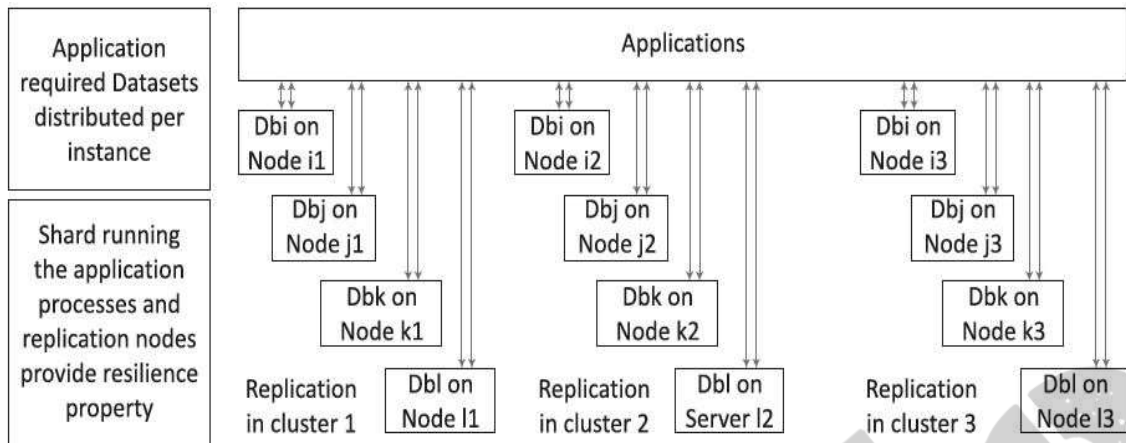 Application
required Datasets
distributed per
instance
Shard running
the application
processes and
replication nodes
provide resilience
property
Applications
Dbi on
Node i1
Dbj on
Node j1
Dbk on
Node k1
Dbl on
Node l1
Replication
in cluster 1
Dbi on
Node i2
Dbj on
Node j2
Dbk on
Node k2
Dbl on
Server l2
Replication
in cluster 2
Dbi on
Node i3
Dbj on
Node j3
Dbk on
Node k3
Dbl on
Node l3
Replication
in cluster 3